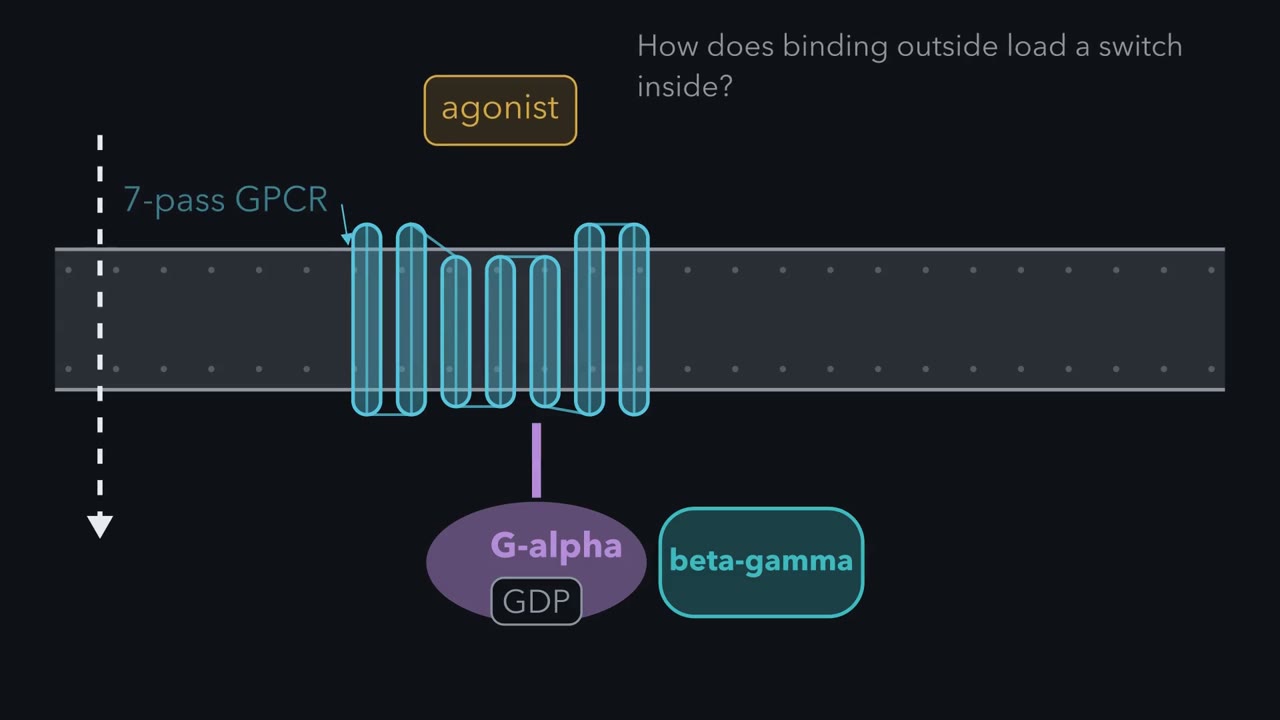 How does binding outside load a switch
inside?
agonist
7-pass GPCR
G-alpha
beta-gamma
GDP